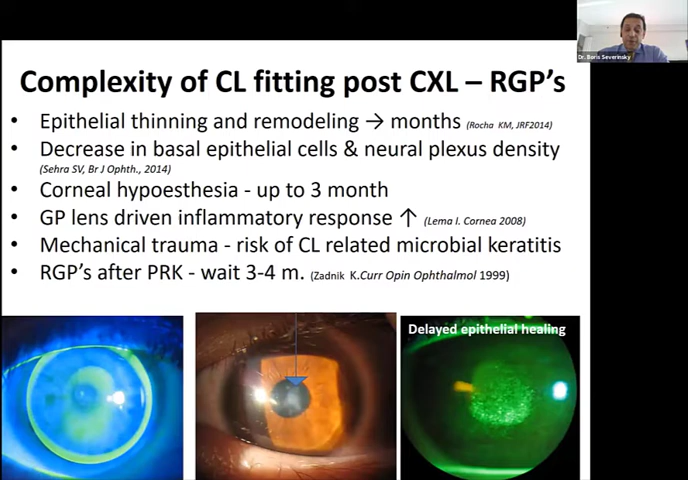 Dr. Boris Severinsky
Complexity of CL fitting post CXL – RGP's
• Epithelial thinning and remodeling → months (Rocha KM, JRF2014)
• Decrease in basal epithelial cells & neural plexus density
(Sehra SV, Br J Ophth., 2014)
• Corneal hypoesthesia - up to 3 month
• GP lens driven inflammatory response ↑ (Lema I. Cornea 2008)
• Mechanical trauma - risk of CL related microbial keratitis
• RGP's after PRK - wait 3-4 m. (Zadnik K.Curr Opin Ophthalmol 1999)
Delayed epithelial healing